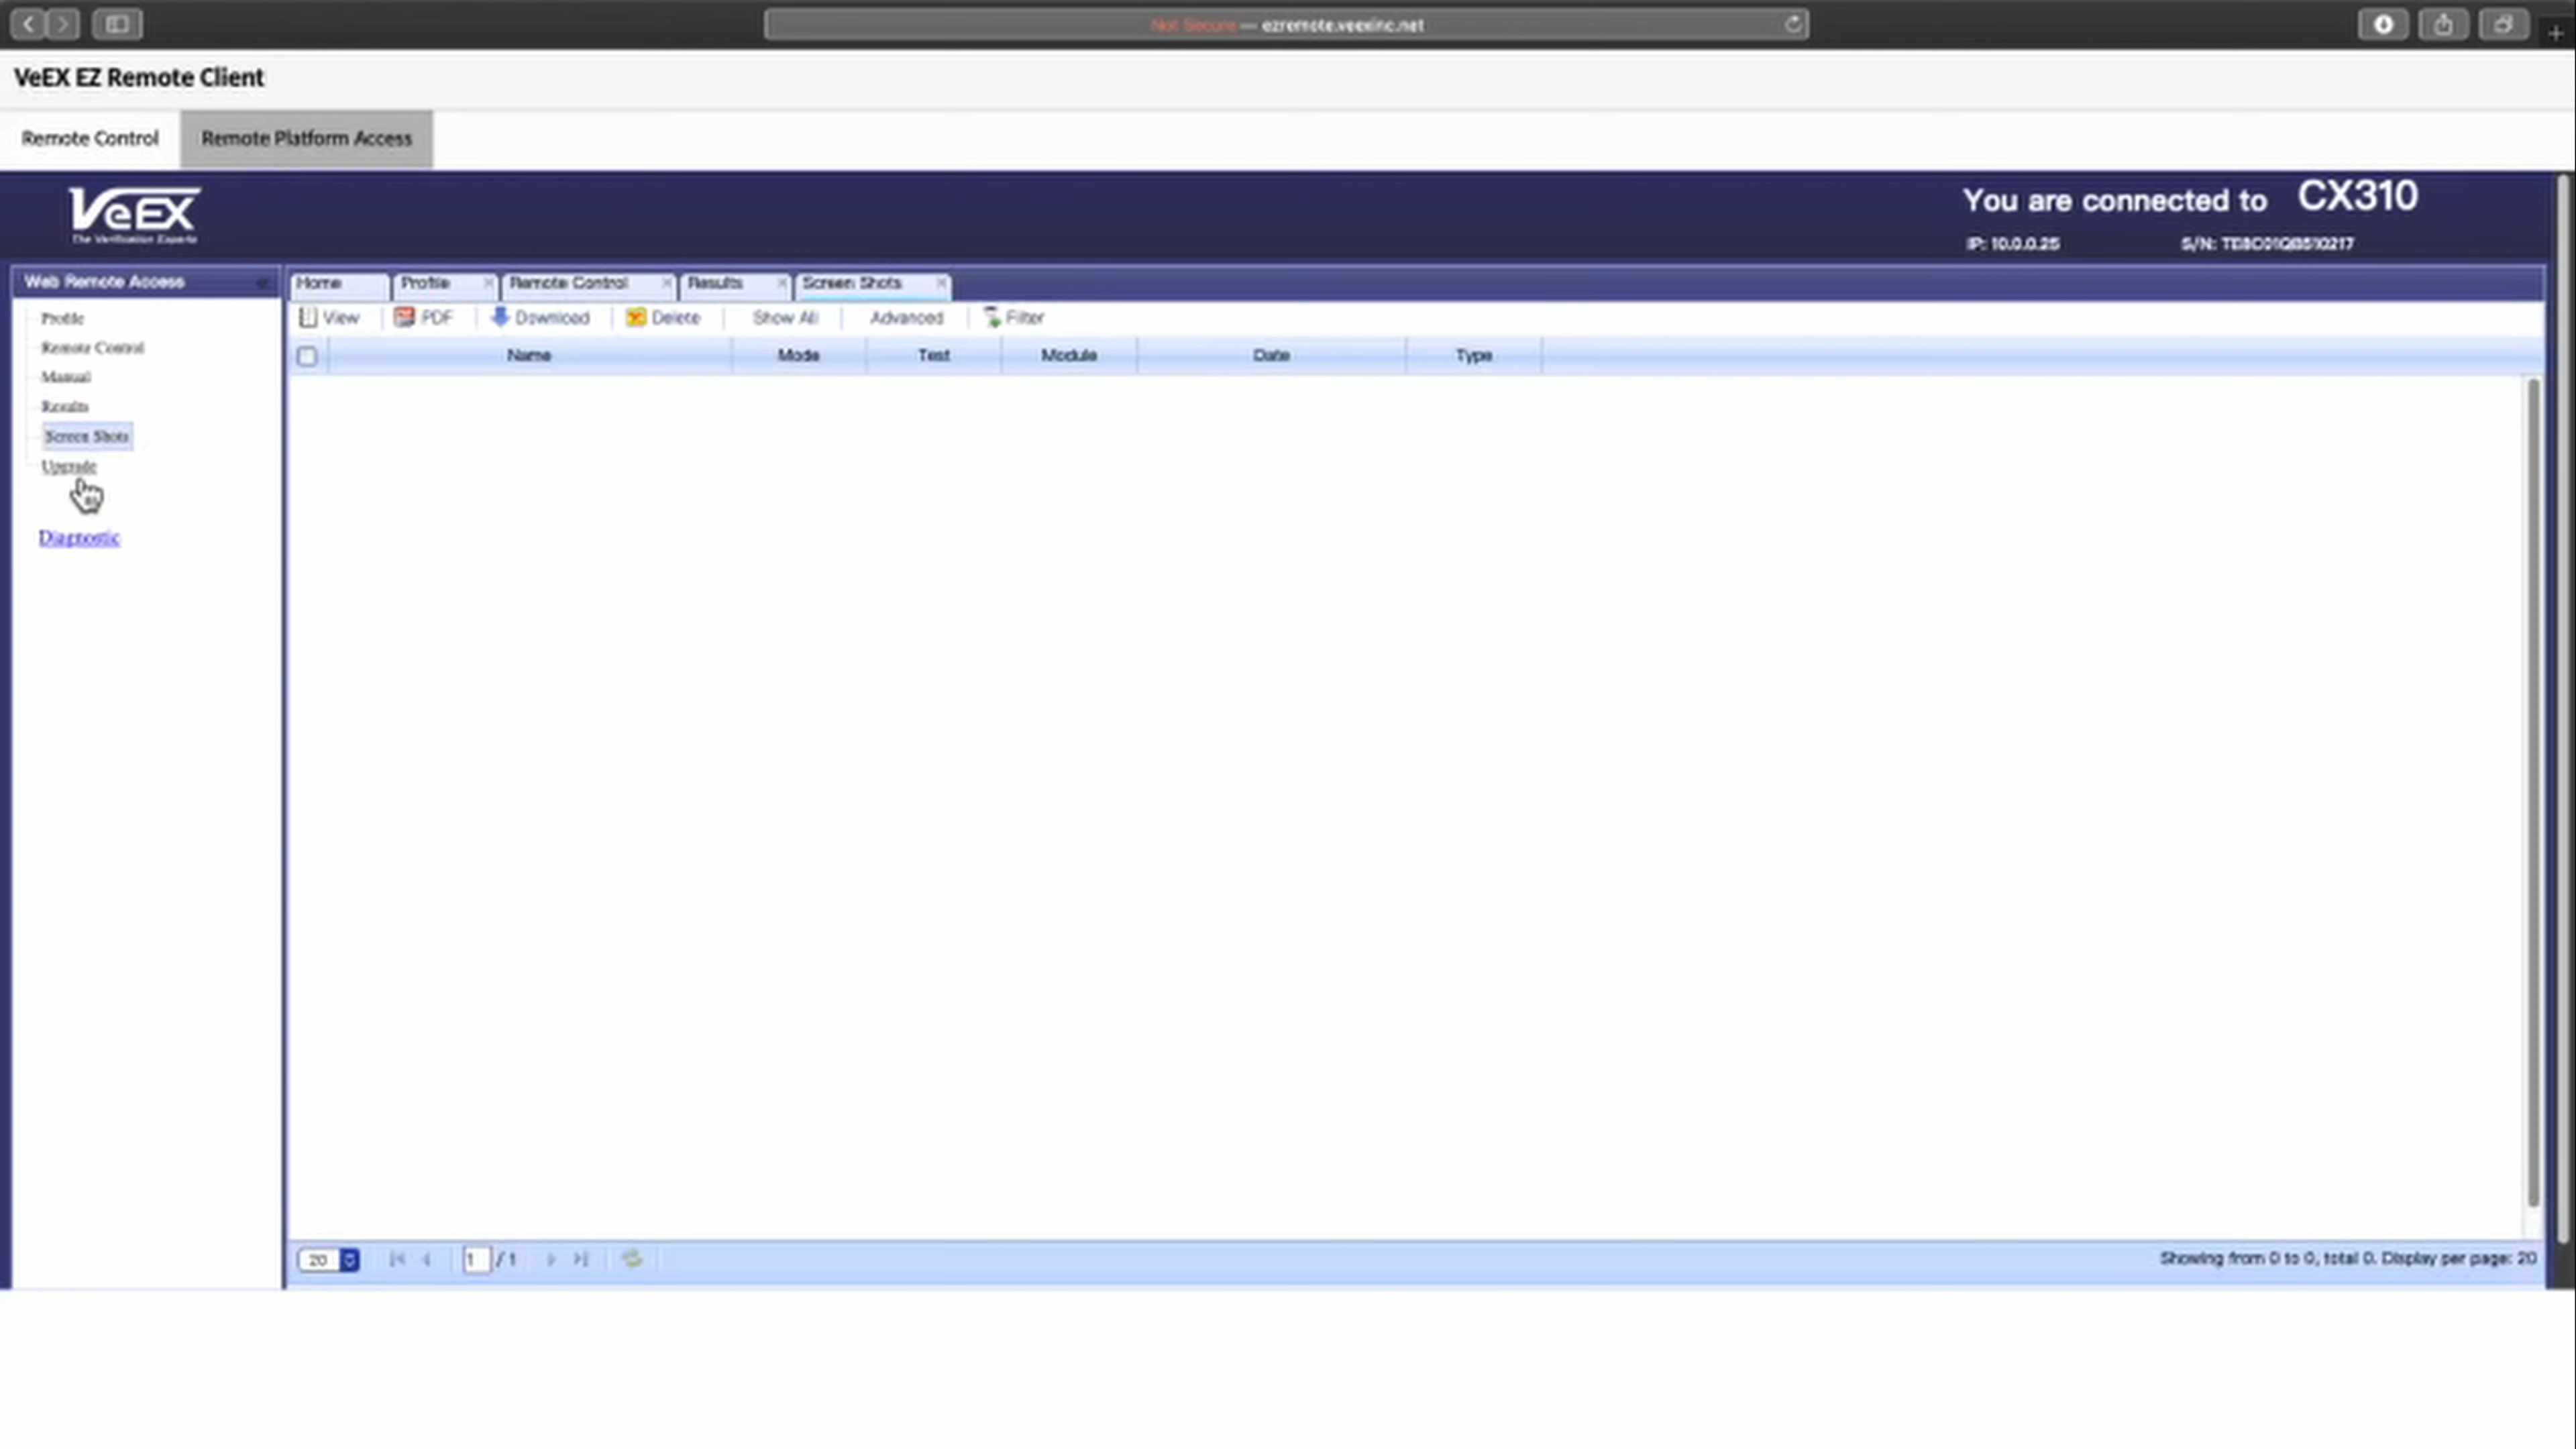 Not Secure — ezremote.veexinc.net
VeEX EZ Remote Client
Remote Control
Remote Platform Access
VeEX
The Verification Experts
You are connected to CX310
IP: 10.0.0.25
S/N:
Web Remote Access
Profile
Remote Control
Manual
Results
Screen Shots
Upgrade
Diagnostic
Home
Profile
Remote Control
Results
Screen Shots
View
PDF
Download
Delete
Show All
Advanced
Filter
Name
Mode
Test
Module
Date
Type
20
1 / 1
Showing from 0 to 0, total 0. Display per page: 20